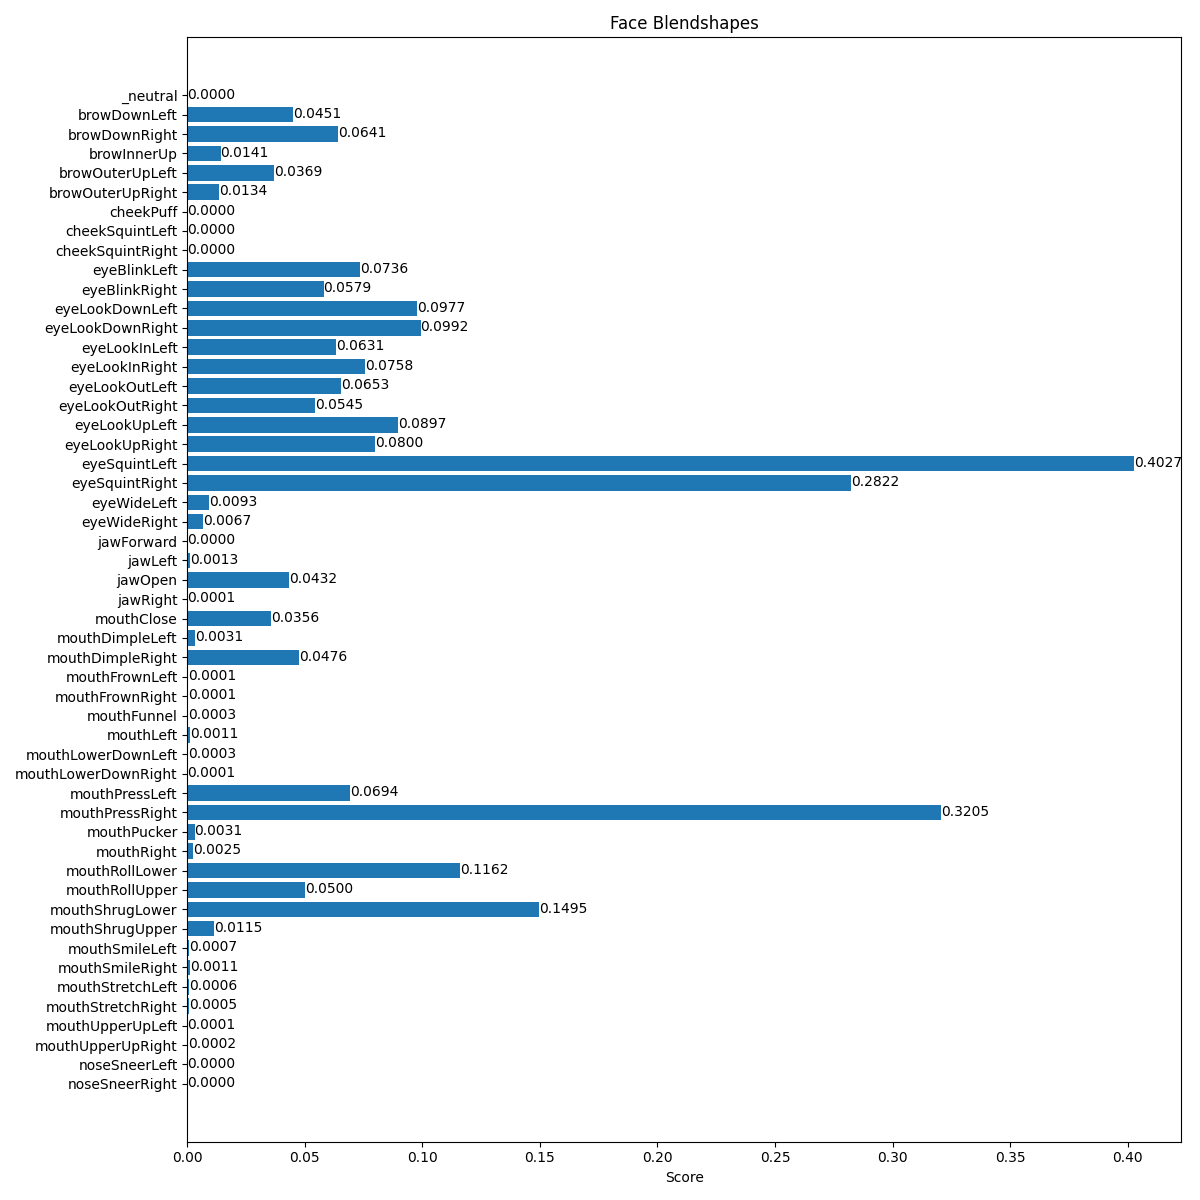 Face Blendshapes
_neutral 0.0000
browDownLeft 0.0451
browDownRight 0.0641
browInnerUp 0.0141
browOuterUpLeft 0.0369
browOuterUpRight 0.0134
cheekPuff 0.0000
cheekSquintLeft 0.0000
cheekSquintRight 0.0000
eyeBlinkLeft 0.0736
eyeBlinkRight 0.0579
eyeLookDownLeft 0.0977
eyeLookDownRight 0.0992
eyeLookInLeft 0.0631
eyeLookInRight 0.0758
eyeLookOutLeft 0.0653
eyeLookOutRight 0.0545
eyeLookUpLeft 0.0897
eyeLookUpRight 0.0800
eyeSquintLeft 0.4027
eyeSquintRight 0.2822
eyeWideLeft 0.0093
eyeWideRight 0.0067
jawForward 0.0000
jawLeft 0.0013
jawOpen 0.0432
jawRight 0.0001
mouthClose 0.0356
mouthDimpleLeft 0.0031
mouthDimpleRight 0.0476
mouthFrownLeft 0.0001
mouthFrownRight 0.0001
mouthFunnel 0.0003
mouthLeft 0.0011
mouthLowerDownLeft 0.0003
mouthLowerDownRight 0.0001
mouthPressLeft 0.0694
mouthPressRight 0.3205
mouthPucker 0.0031
mouthRight 0.0025
mouthRollLower 0.1162
mouthRollUpper 0.0500
mouthShrugLower 0.1495
mouthShrugUpper 0.0115
mouthSmileLeft 0.0007
mouthSmileRight 0.0011
mouthStretchLeft 0.0006
mouthStretchRight 0.0005
mouthUpperUpLeft 0.0001
mouthUpperUpRight 0.0002
noseSneerLeft 0.0000
noseSneerRight 0.0000
0.00 0.05 0.10 0.15 0.20 0.25 0.30 0.35 0.40
Score